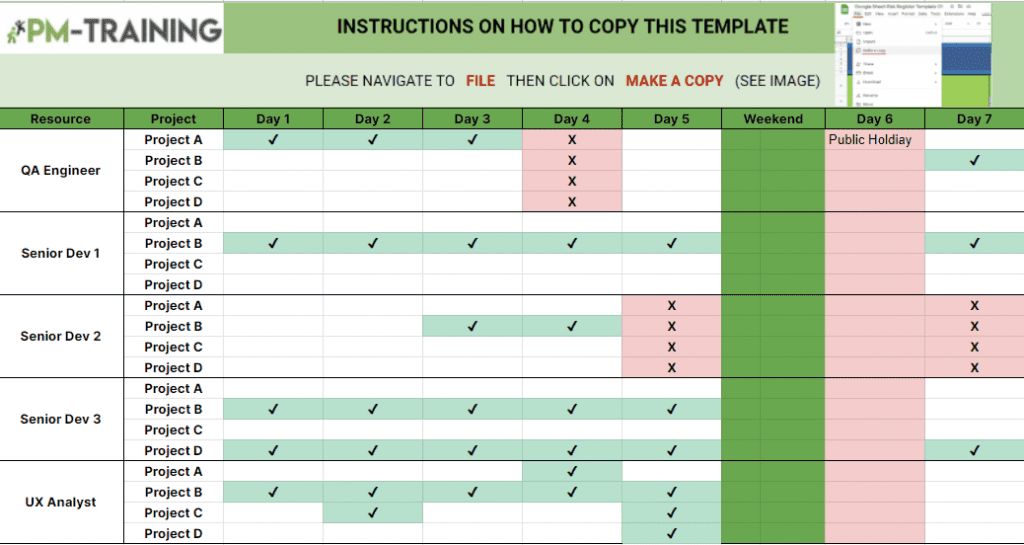 PM-TRAINING
INSTRUCTIONS ON HOW TO COPY THIS TEMPLATE
PLEASE NAVIGATE TO FILE THEN CLICK ON MAKE A COPY (SEE IMAGE)
Resource Project Day 1 Day 2 Day 3 Day 4 Day 5 Weekend Day 6 Day 7
QA Engineer
Project A ✓ ✓ ✓ X Public Holdiay
Project B X ✓
Project C X
Project D X
Senior Dev 1
Project A
Project B ✓ ✓ ✓ ✓ ✓ ✓
Project C
Project D
Senior Dev 2
Project A X X
Project B ✓ ✓ X X
Project C X X
Project D X X
Senior Dev 3
Project A
Project B ✓ ✓ ✓ ✓ ✓
Project C
Project D ✓ ✓ ✓ ✓ ✓ ✓
UX Analyst
Project A ✓
Project B ✓ ✓ ✓ ✓ ✓
Project C ✓ ✓
Project D ✓